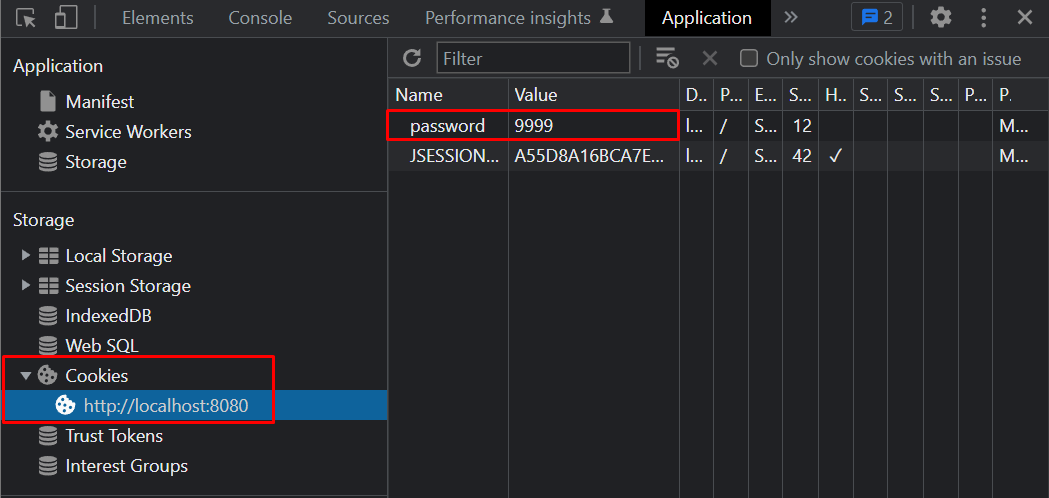 Elements Console Sources Performance insights Application 2
Application
Manifest
Service Workers
Storage
Storage
Local Storage
Session Storage
IndexedDB
Web SQL
Cookies
http://localhost:8080
Trust Tokens
Interest Groups
Filter Only show cookies with an issue
Name Value D.. P... E... S... H.. S... S... S... P... P.
password 9999 l... / S... 12 M...
JSESSION... A55D8A16BCA7E... l... / S... 42 ✓ M...